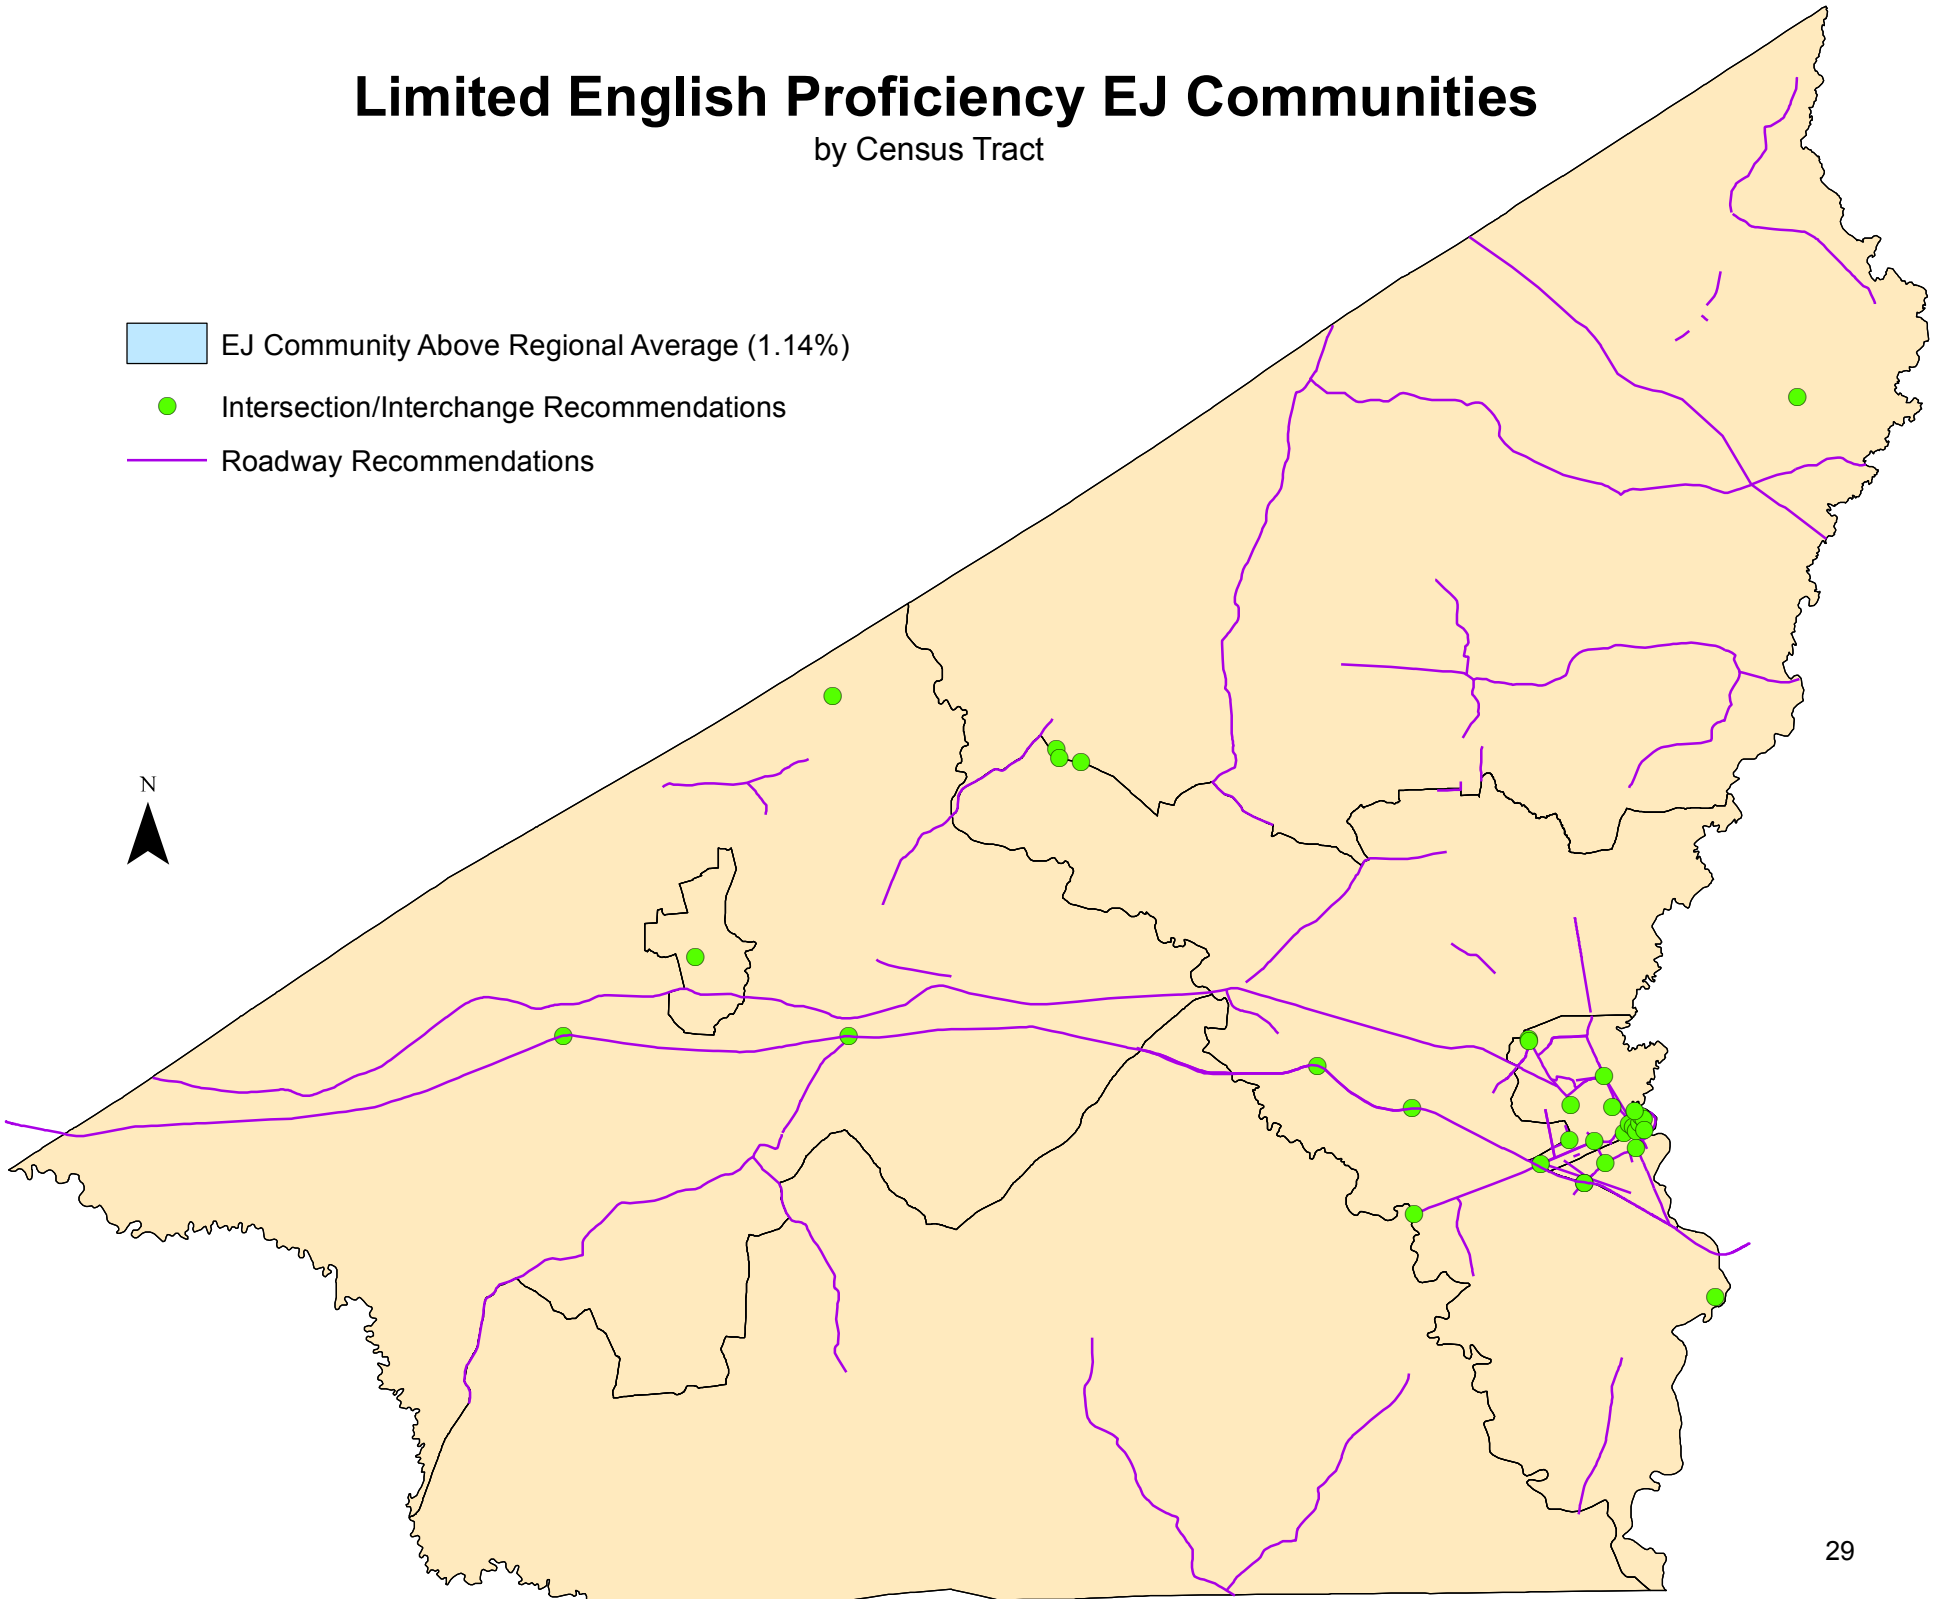 Limited English Proficiency EJ Communities
by Census Tract
EJ Community Above Regional Average (1.14%)
Intersection/Interchange Recommendations
Roadway Recommendations
N
29